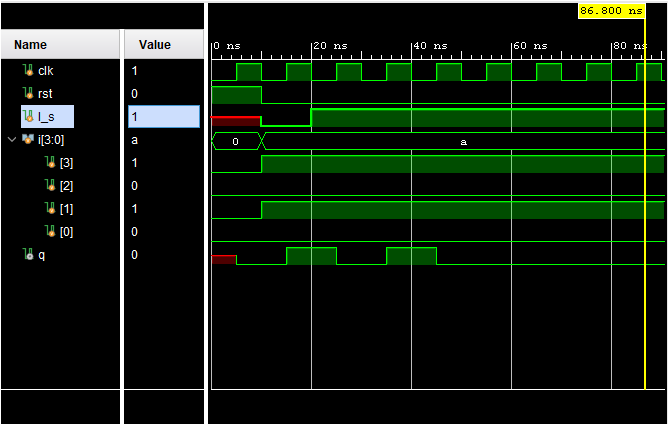 86.800 ns
Name Value
0 ns 20 ns 40 ns 60 ns 80 ns
clk 1
rst 0
l_s 1
i[3:0] a 0 a
[3] 1
[2] 0
[1] 1
[0] 0
q 0